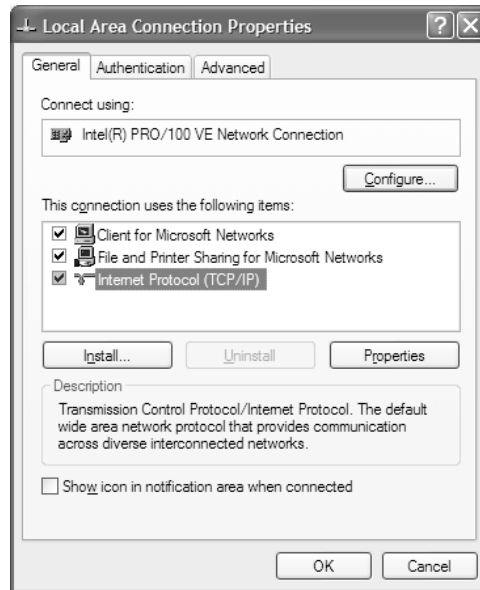 Local Area Connection Properties
General Authentication Advanced
Connect using:
Intel(R) PRO/100 VE Network Connection
Configure...
This connection uses the following items:
Client for Microsoft Networks
File and Printer Sharing for Microsoft Networks
Internet Protocol (TCP/IP)
Install... Uninstall Properties
Description
Transmission Control Protocol/Internet Protocol. The default
wide area network protocol that provides communication
across diverse interconnected networks.
Show icon in notification area when connected
OK Cancel